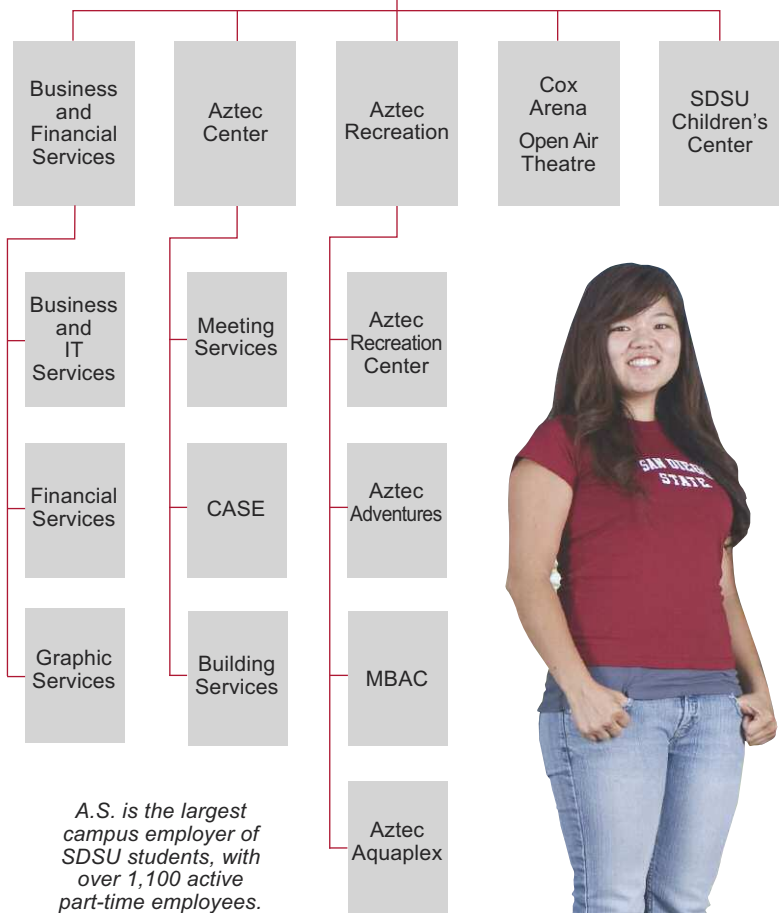 Business
and
Financial
Services
Aztec
Center
Aztec
Recreation
Cox
Arena
Open Air
Theatre
SDSU
Children's
Center
Business
and
IT
Services
Meeting
Services
Aztec
Recreation
Center
Financial
Services
CASE
Aztec
Adventures
Graphic
Services
Building
Services
MBAC
Aztec
Aquaplex
A.S. is the largest
campus employer of
SDSU students, with
over 1,100 active
part-time employees.
SAN DIEGO
STATE